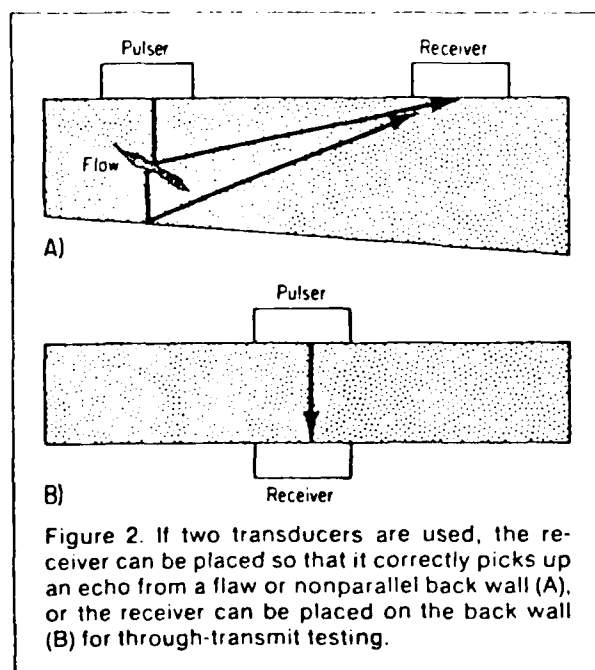 Pulser
Receiver
Flow
A)
Pulser
Receiver
B)
Figure 2. If two transducers are used, the re-
ceiver can be placed so that it correctly picks up
an echo from a flaw or nonparallel back wall (A),
or the receiver can be placed on the back wall
(B) for through-transmit testing.